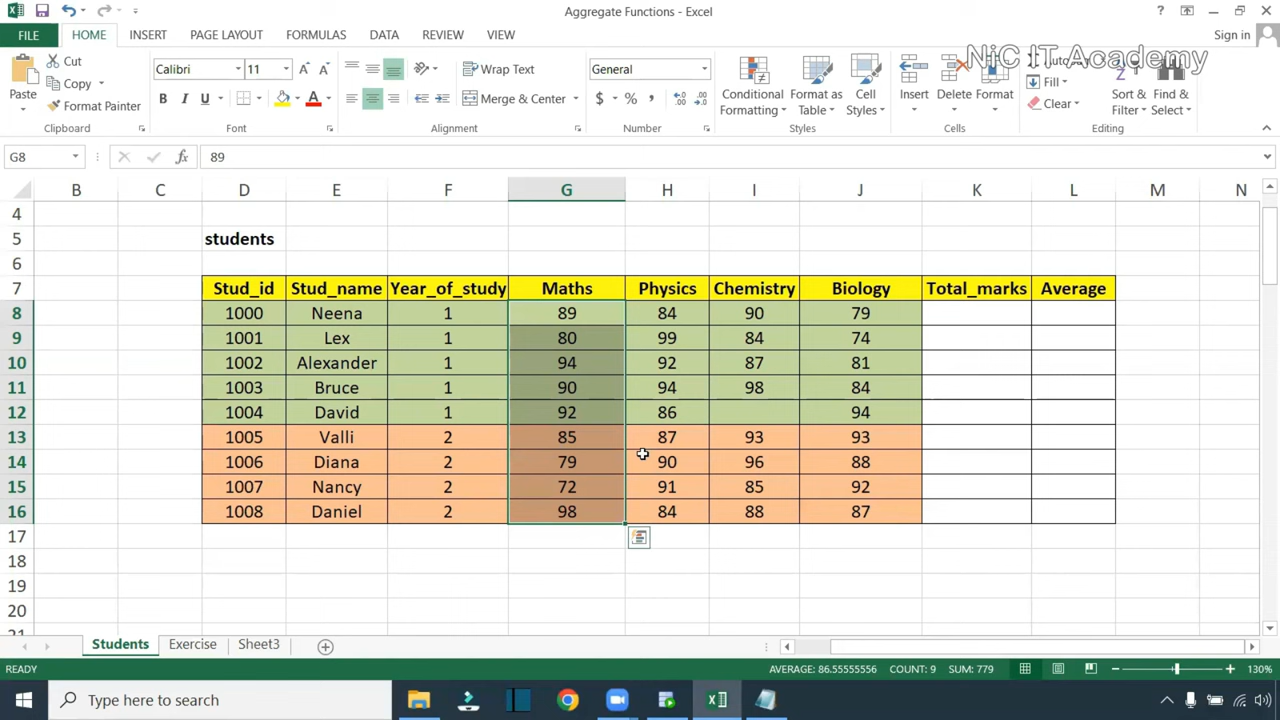 Aggregate Functions - Excel
?
FILE HOME INSERT PAGE LAYOUT FORMULAS DATA REVIEW VIEW Sign in
NiC IT Academy
Paste
Cut
Copy
Format Painter
Calibri 11
B I U
Wrap Text
Merge & Center
General
$ % ,
Conditional Formatting
Format as Table
Cell Styles
Insert Delete Format
Fill
Clear
Sort & Filter
Find & Select
Clipboard Font Alignment Number Styles Cells Editing
G8 fx 89
B C D E F G H I J K L M N
4
5 students
6
7 Stud_id Stud_name Year_of_study Maths Physics Chemistry Biology Total_marks Average
8 1000 Neena 1 89 84 90 79
9 1001 Lex 1 80 99 84 74
10 1002 Alexander 1 94 92 87 81
11 1003 Bruce 1 90 94 98 84
12 1004 David 1 92 86 94
13 1005 Valli 2 85 87 93 93
14 1006 Diana 2 79 90 96 88
15 1007 Nancy 2 72 91 85 92
16 1008 Daniel 2 98 84 88 87
17
18
19
20
Students Exercise Sheet3
READY AVERAGE: 86.55555556 COUNT: 9 SUM: 779 130%
Type here to search